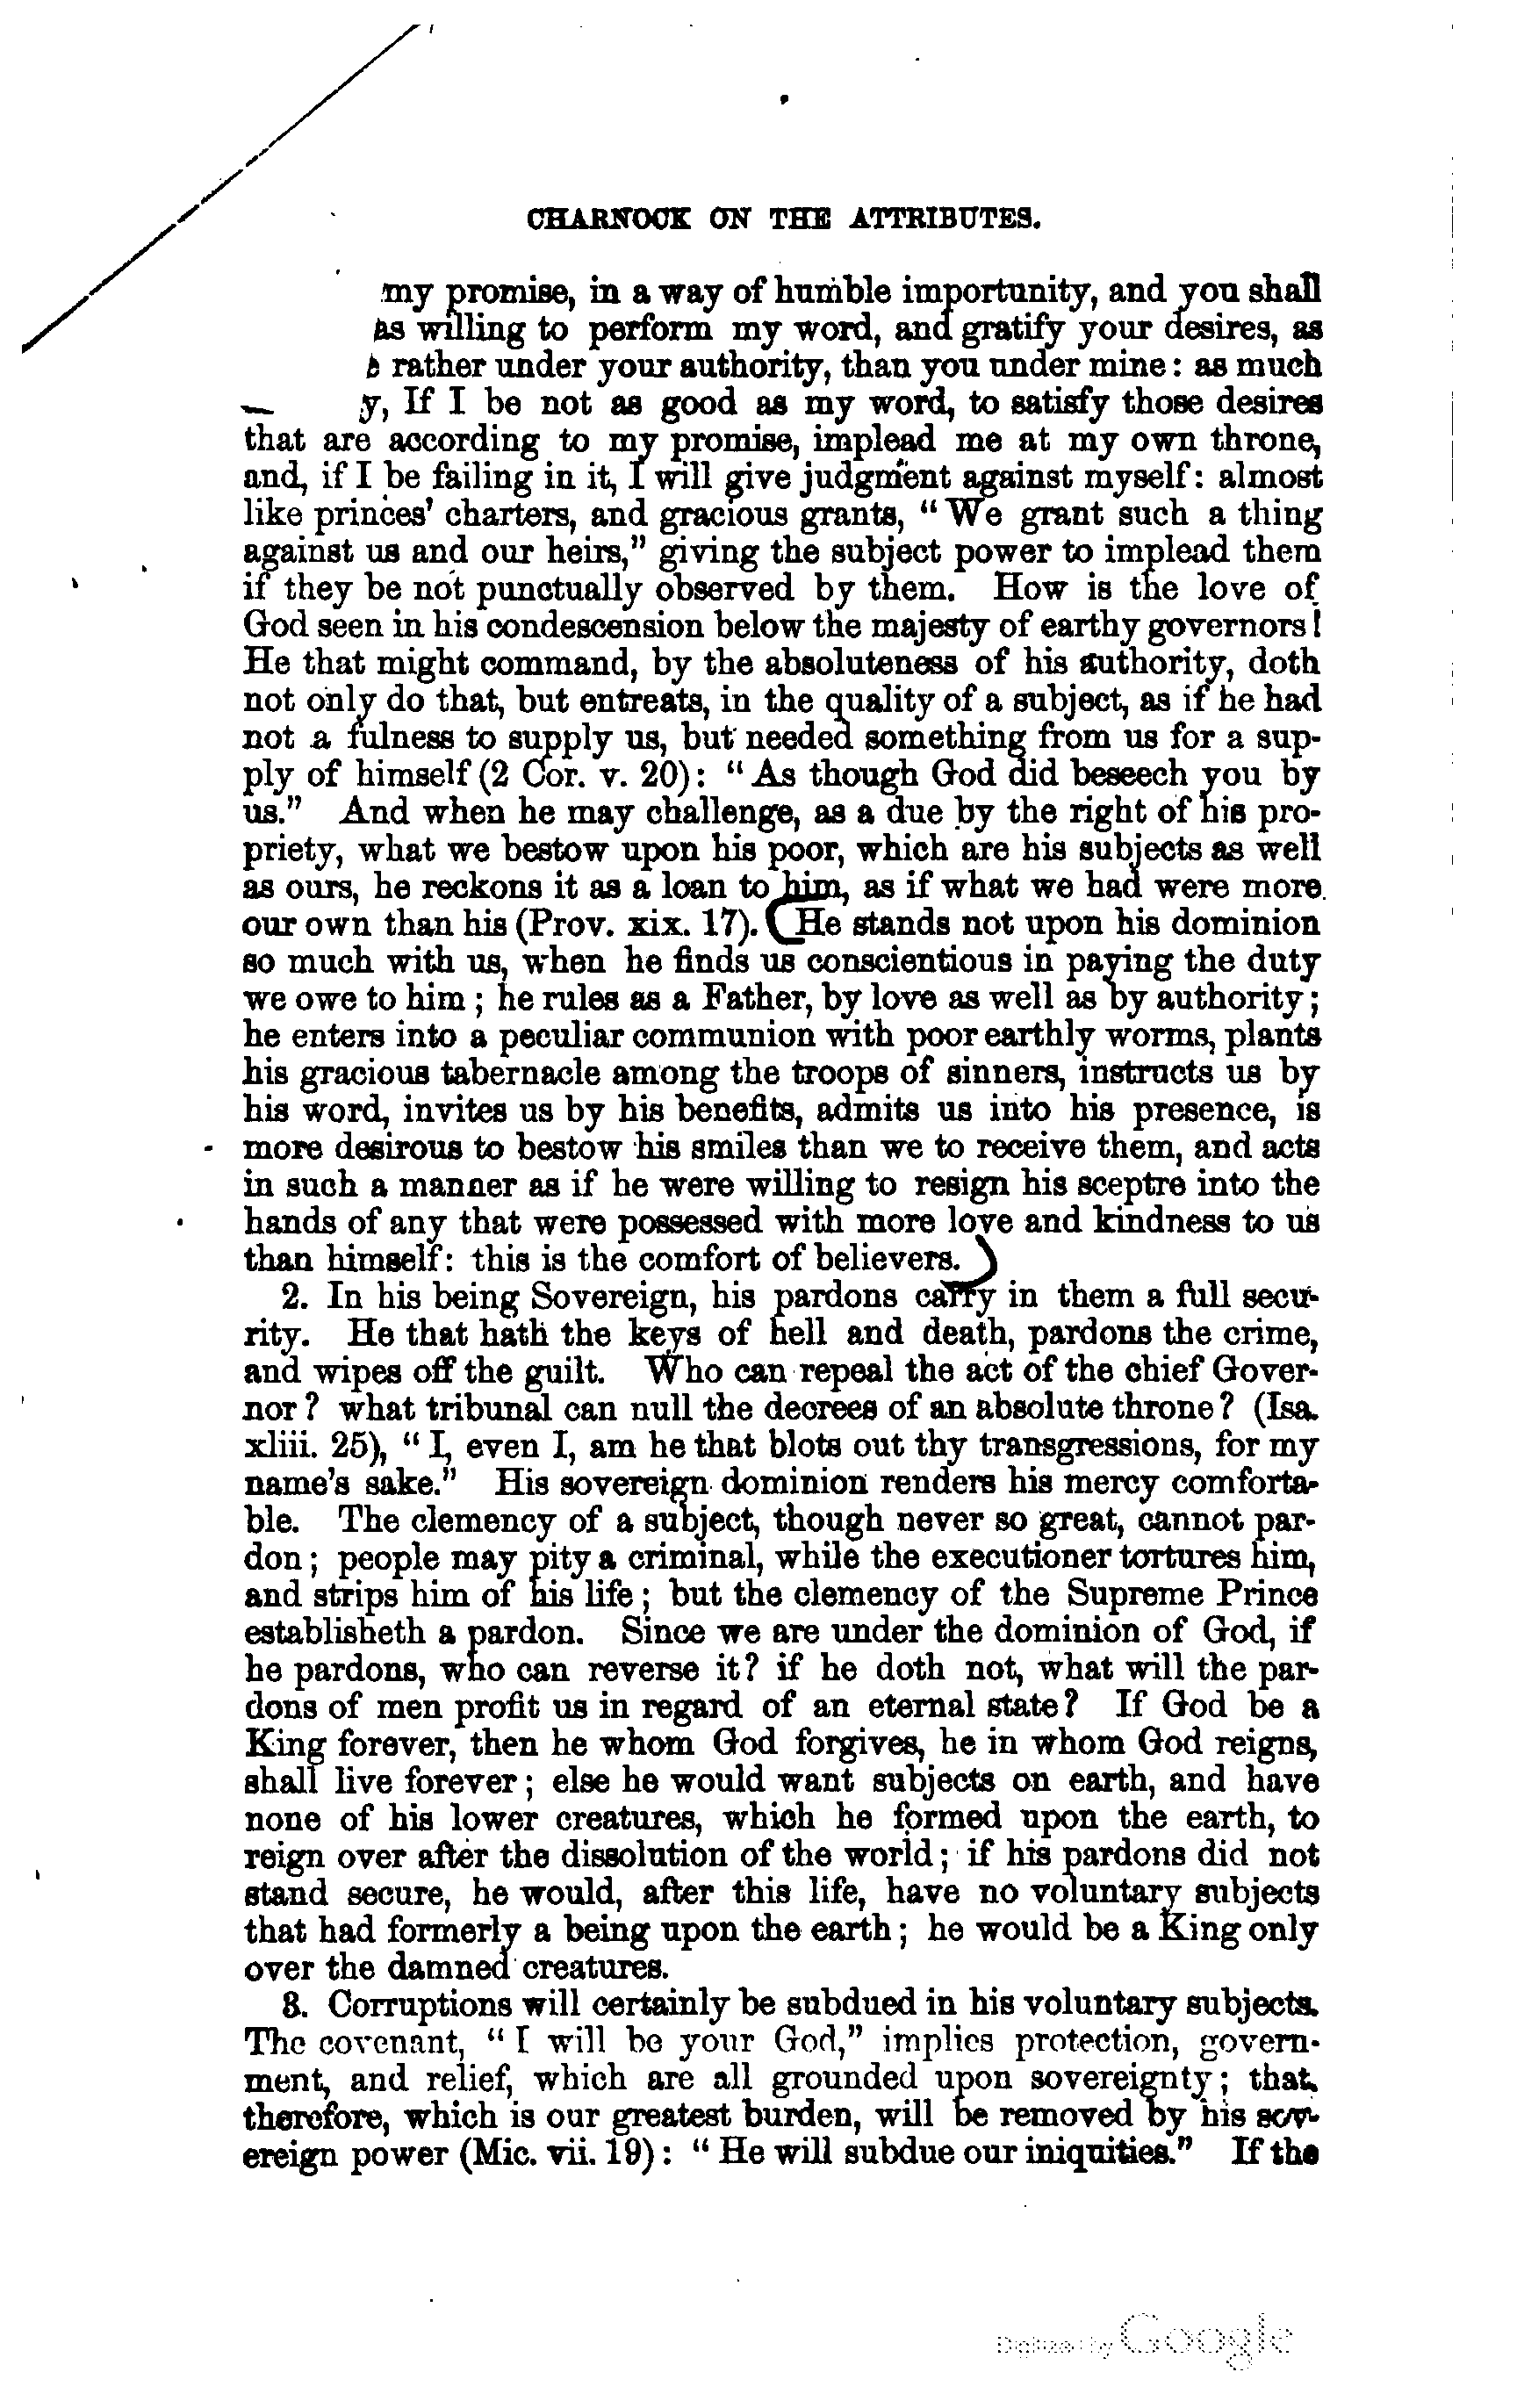 CHARNOCK ON THE ATTRIBUTES.
my promise, in a way of humble importunity, and you shall
as willing to perform my word, and gratify your desires, as
rather under your authority, than you under mine: as much
y, If I be not as good as my word, to satisfy those desires
that are according to my promise, implead me at my own throne,
and, if I be failing in it, I will give judgment against myself: almost
like princes' charters, and gracious grants, "We grant such a thing
against us and our heirs," giving the subject power to implead them
if they be not punctually observed by them. How is the love of
God seen in his condescension below the majesty of earthy governors!
He that might command, by the absoluteness of his authority, doth
not only do that, but entreats, in the quality of a subject, as if he had
not a fulness to supply us, but needed something from us for a sup-
ply of himself (2 Cor. v. 20): "As though God did beseech you by
us." And when he may challenge, as a due by the right of his pro-
priety, what we bestow upon his poor, which are his subjects as well
as ours, he reckons it as a loan to him, as if what we had were more
our own than his (Prov. xix. 17). He stands not upon his dominion
so much with us, when he finds us conscientious in paying the duty
we owe to him; he rules as a Father, by love as well as by authority;
he enters into a peculiar communion with poor earthly worms, plants
his gracious tabernacle among the troops of sinners, instructs us by
his word, invites us by his benefits, admits us into his presence, is
more desirous to bestow his smiles than we to receive them, and acts
in such a manner as if he were willing to resign his sceptre into the
hands of any that were possessed with more love and kindness to us
than himself: this is the comfort of believers.
2. In his being Sovereign, his pardons carry in them a full secu-
rity. He that hath the keys of hell and death, pardons the crime,
and wipes off the guilt. Who can repeal the act of the chief Gover-
nor? what tribunal can null the decrees of an absolute throne? (Isa.
xliii. 25), "I, even I, am he that blots out thy transgressions, for my
name's sake." His sovereign dominion renders his mercy comforta-
ble. The clemency of a subject, though never so great, cannot par-
don; people may pity a criminal, while the executioner tortures him,
and strips him of his life; but the clemency of the Supreme Prince
establisheth a pardon. Since we are under the dominion of God, if
he pardons, who can reverse it? if he doth not, what will the par-
dons of men profit us in regard of an eternal state? If God be a
King forever, then he whom God forgives, he in whom God reigns,
shall live forever; else he would want subjects on earth, and have
none of his lower creatures, which he formed upon the earth, to
reign over after the dissolution of the world; if his pardons did not
stand secure, he would, after this life, have no voluntary subjects
that had formerly a being upon the earth; he would be a King only
over the damned creatures.
3. Corruptions will certainly be subdued in his voluntary subjects.
The covenant, "I will be your God," implies protection, govern-
ment, and relief, which are all grounded upon sovereignty; that,
therefore, which is our greatest burden, will be removed by his sov-
ereign power (Mic. vii. 19): "He will subdue our iniquities." If the
Digitized by Google